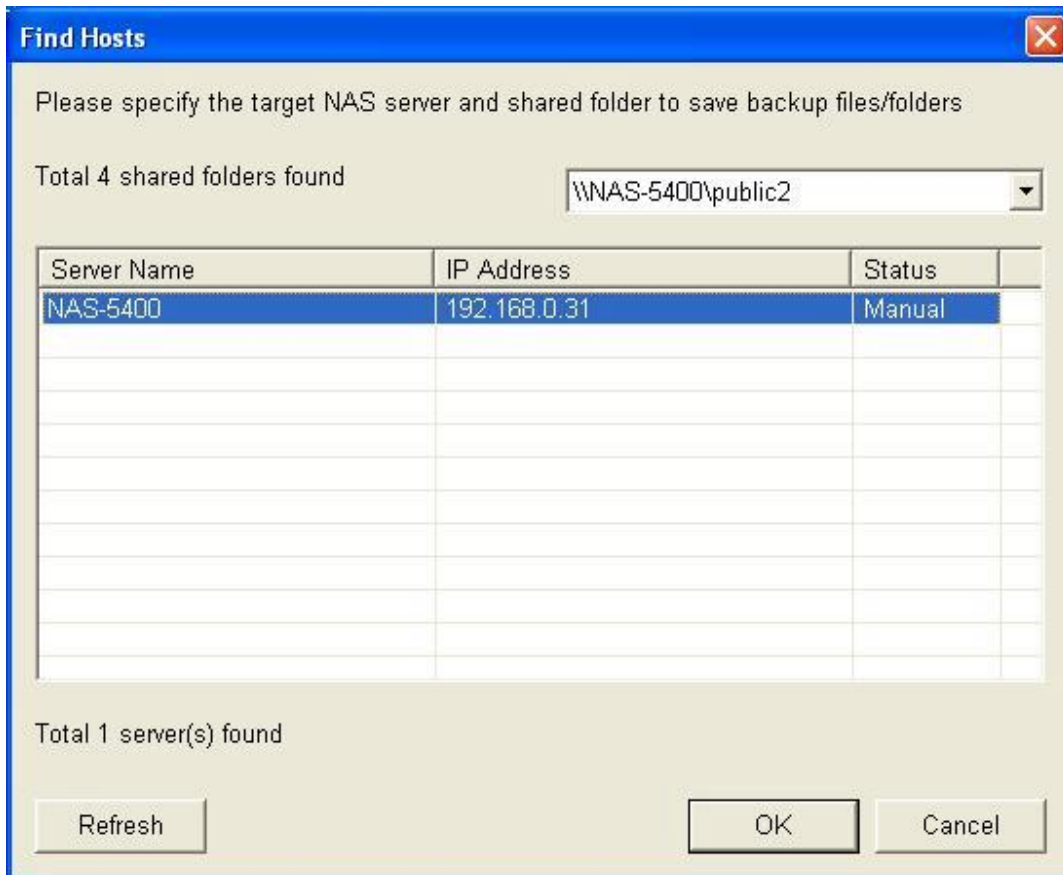 Find Hosts
Please specify the target NAS server and shared folder to save backup files/folders
Total 4 shared folders found
\\NAS-5400\public2
Server Name IP Address Status
NAS-5400 192.168.0.31 Manual
Total 1 server(s) found
Refresh OK Cancel